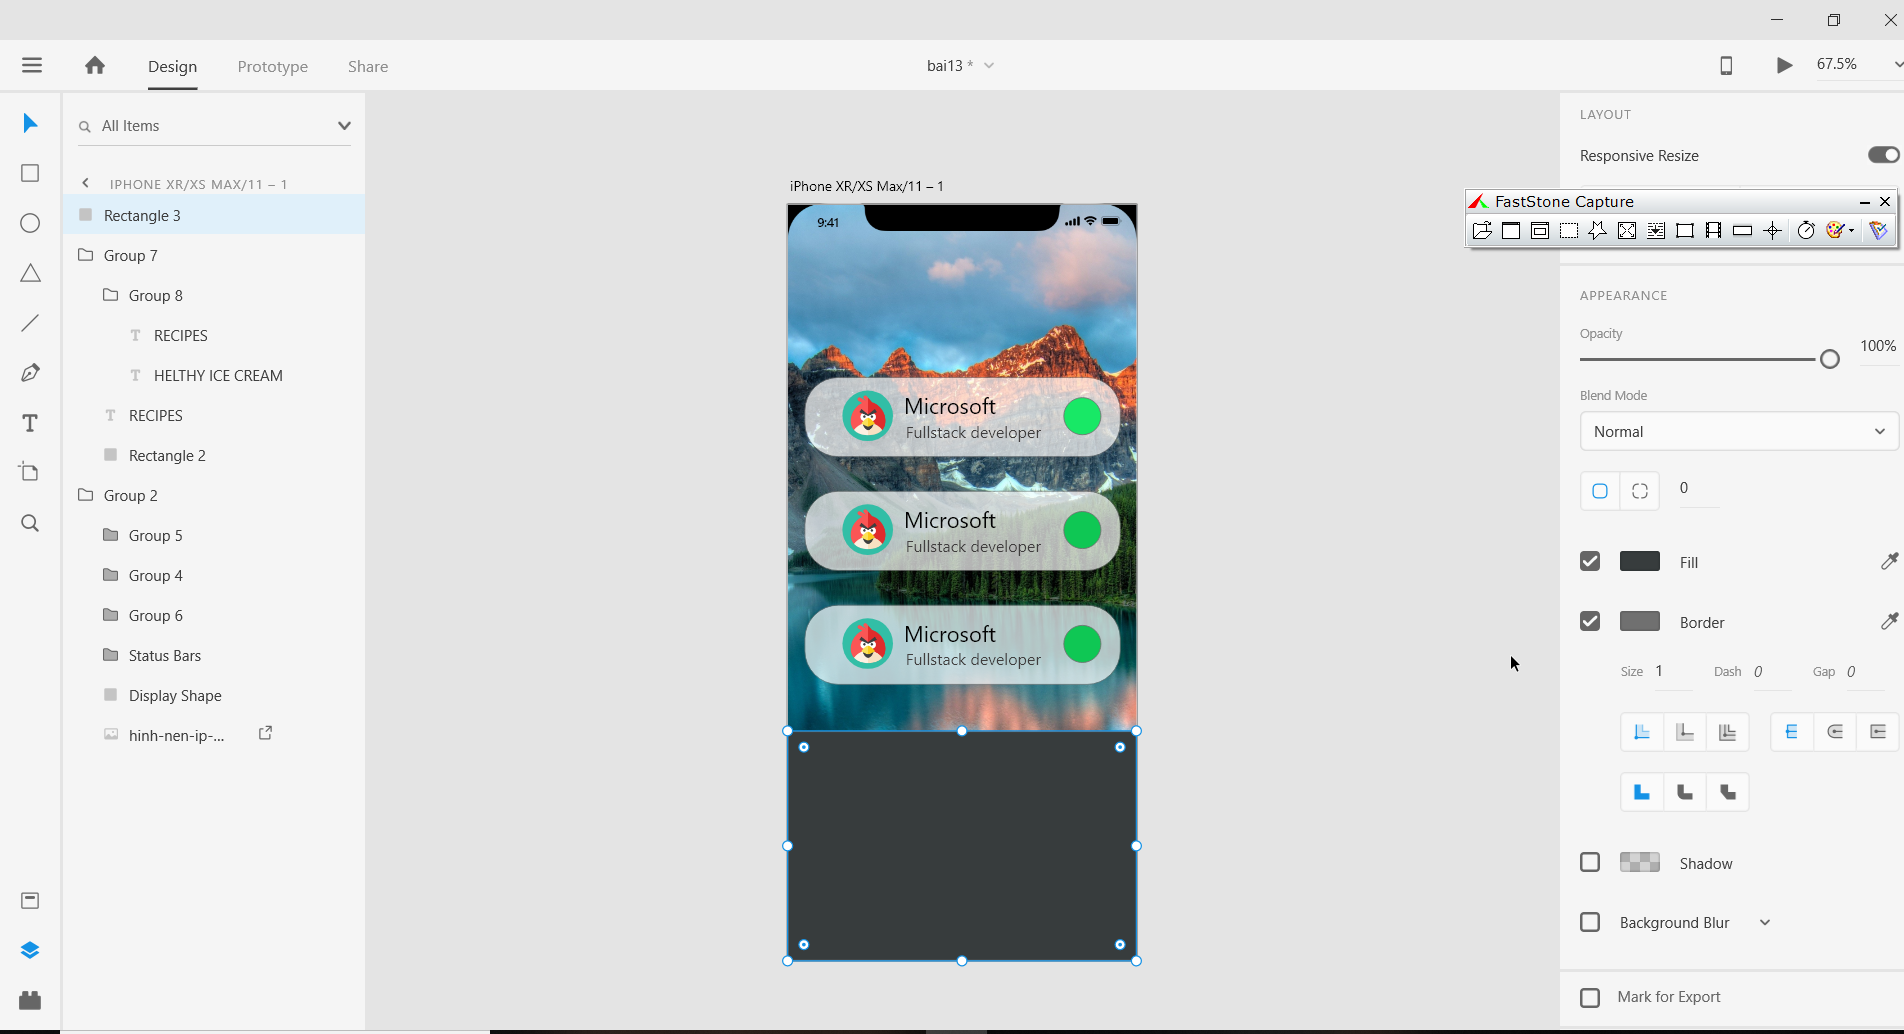 Design
Prototype
Share
bai13 *
67.5%
All Items
IPHONE XR/XS MAX/11 – 1
Rectangle 3
Group 7
Group 8
RECIPES
HELTHY ICE CREAM
RECIPES
Rectangle 2
Group 2
Group 5
Group 4
Group 6
Status Bars
Display Shape
hinh-nen-ip-...
iPhone XR/XS Max/11 – 1
9:41
Microsoft
Fullstack developer
Microsoft
Fullstack developer
Microsoft
Fullstack developer
LAYOUT
Responsive Resize
FastStone Capture
APPEARANCE
Opacity
100%
Blend Mode
Normal
0
Fill
Border
Size 1 Dash 0 Gap 0
Shadow
Background Blur
Mark for Export